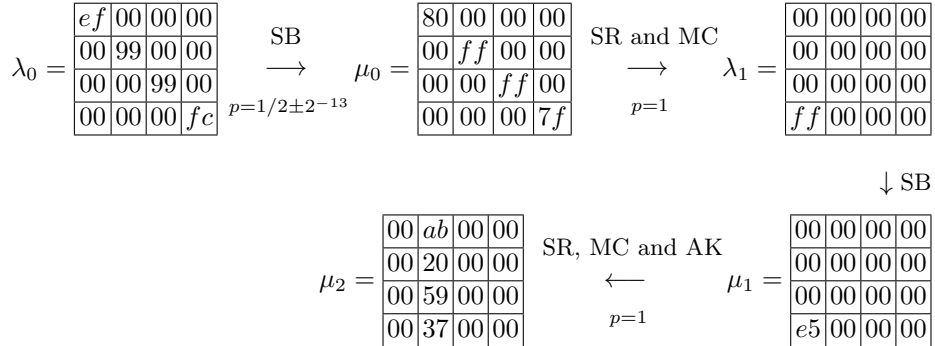 λ₀ = ef 00 00 00 SB μ₀ = 80 00 00 00 SR and MC λ₁ = 00 00 00 00
00 99 00 00 ⟶ 00 ff 00 00 ⟶ 00 00 00 00
00 00 99 00 p=1/2±2⁻¹³ 00 00 ff 00 p=1 00 00 00 00
00 00 00 fc 00 00 00 7f ff 00 00 00
↓ SB
μ₂ = 00 ab 00 00 SR, MC and AK μ₁ = 00 00 00 00
00 20 00 00 ⟵ 00 00 00 00
00 59 00 00 p=1 00 00 00 00
00 37 00 00 e5 00 00 00